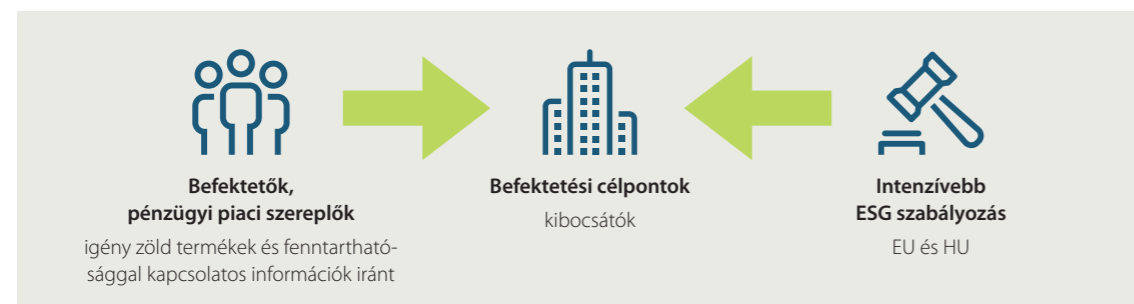 Befektetők,
pénzügyi piaci szereplők
igény zöld termékek és fenntartható-
sággal kapcsolatos információk iránt
Befektetési célpontok
kibocsátók
Intenzívebb
ESG szabályozás
EU és HU